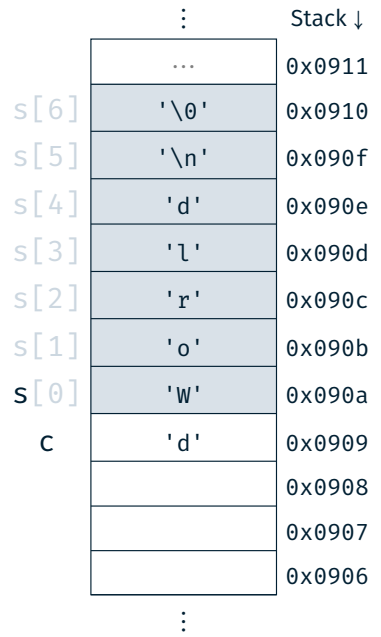 ⋮ Stack ↓
... 0x0911
s[6] '\0' 0x0910
s[5] '\n' 0x090f
s[4] 'd' 0x090e
s[3] 'l' 0x090d
s[2] 'r' 0x090c
s[1] 'o' 0x090b
s[0] 'W' 0x090a
c 'd' 0x0909
0x0908
0x0907
0x0906
⋮